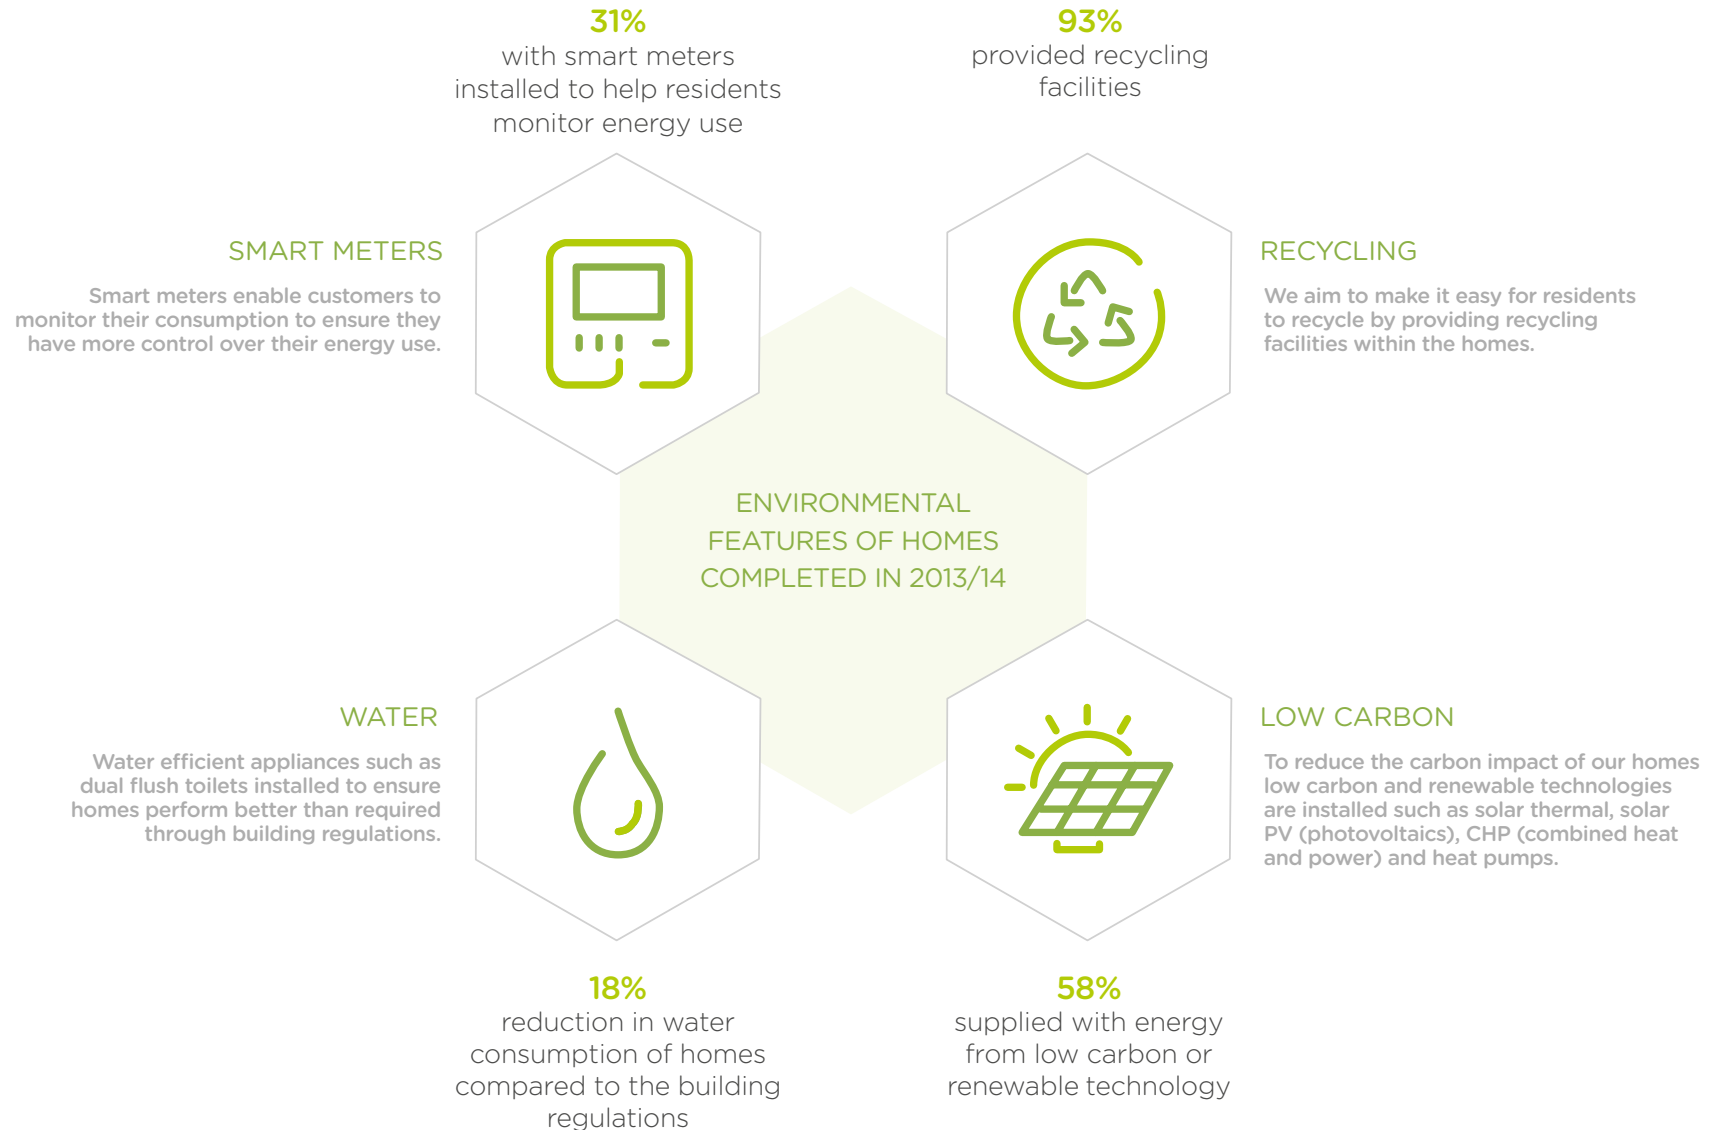 31%
with smart meters
installed to help residents
monitor energy use
93%
provided recycling
facilities
SMART METERS
Smart meters enable customers to
monitor their consumption to ensure they
have more control over their energy use.
RECYCLING
We aim to make it easy for residents
to recycle by providing recycling
facilities within the homes.
ENVIRONMENTAL
FEATURES OF HOMES
COMPLETED IN 2013/14
WATER
Water efficient appliances such as
dual flush toilets installed to ensure
homes perform better than required
through building regulations.
LOW CARBON
To reduce the carbon impact of our homes
low carbon and renewable technologies
are installed such as solar thermal, solar
PV (photovoltaics), CHP (combined heat
and power) and heat pumps.
18%
reduction in water
consumption of homes
compared to the building
regulations
58%
supplied with energy
from low carbon or
renewable technology